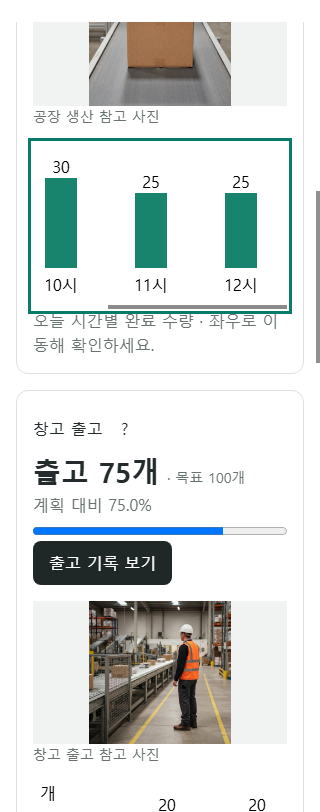 공장 생산 참고 사진
30
25
25
10시
11시
12시
오늘 시간별 완료 수량 · 좌우로 이
동해 확인하세요.
창고 출고 ?
출고 75개 · 목표 100개
계획 대비 75.0%
출고 기록 보기
창고 출고 참고 사진
개
20
20